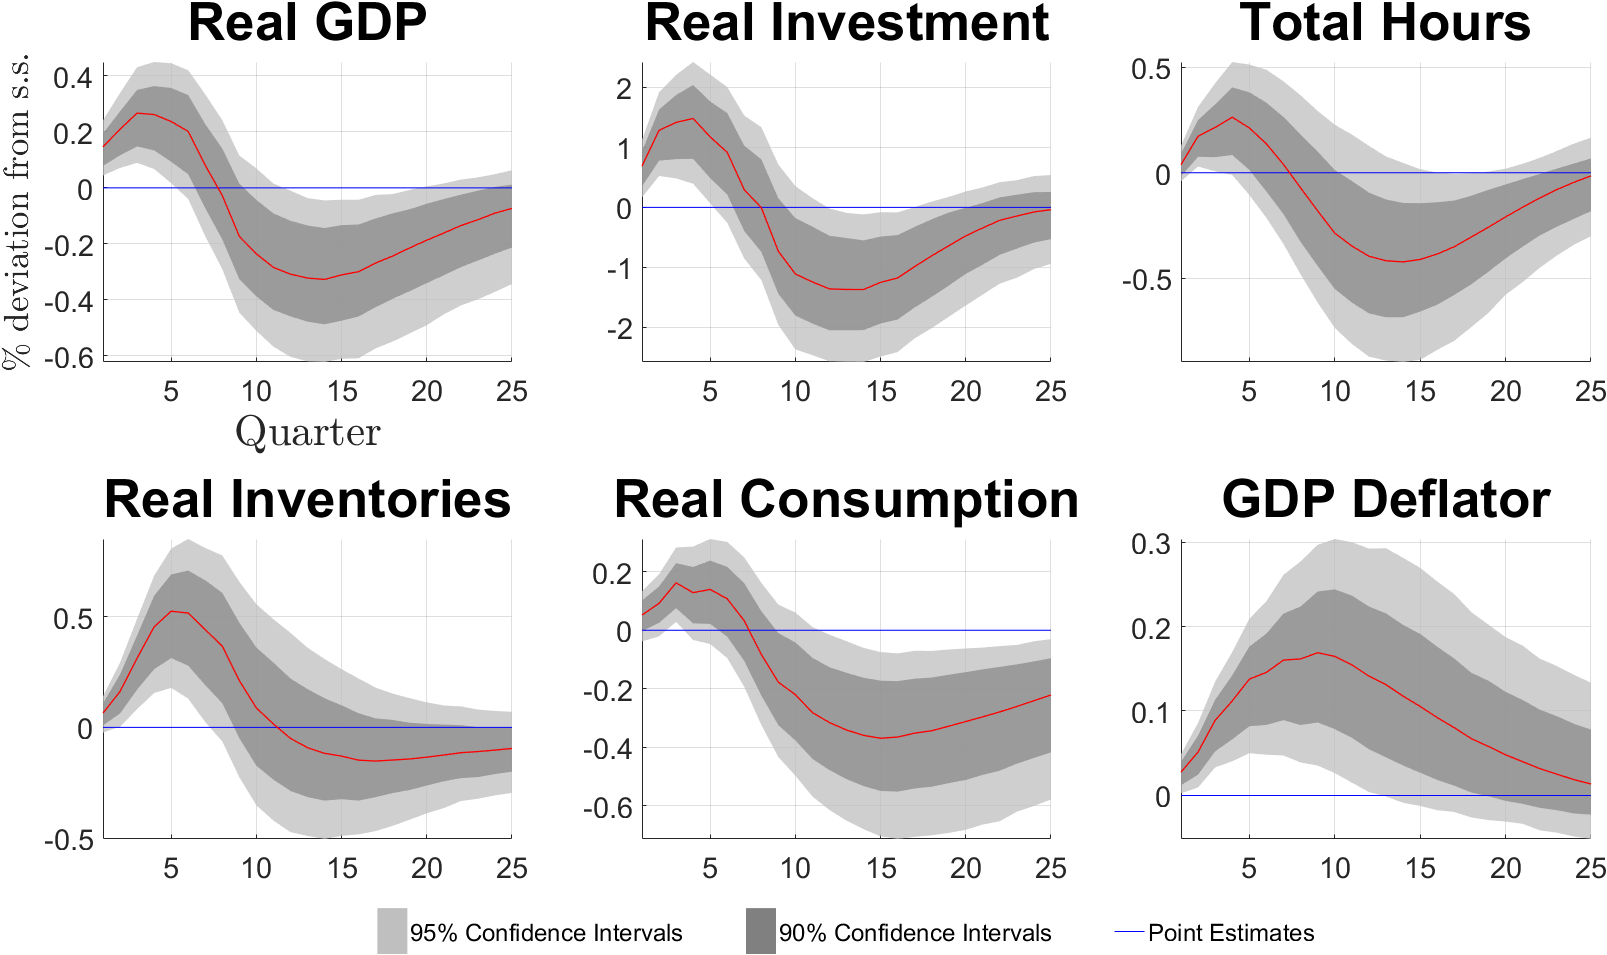 Real GDP
Real Investment
Total Hours
% deviation from s.s.
0.4
0.2
0
-0.2
-0.4
-0.6
5 10 15 20 25
Quarter
2
1
0
-1
-2
5 10 15 20 25
0.5
0
-0.5
5 10 15 20 25
Real Inventories
Real Consumption
GDP Deflator
0.5
0
-0.5
5 10 15 20 25
0.2
0
-0.2
-0.4
-0.6
5 10 15 20 25
0.3
0.2
0.1
0
5 10 15 20 25
95% Confidence Intervals
90% Confidence Intervals
Point Estimates